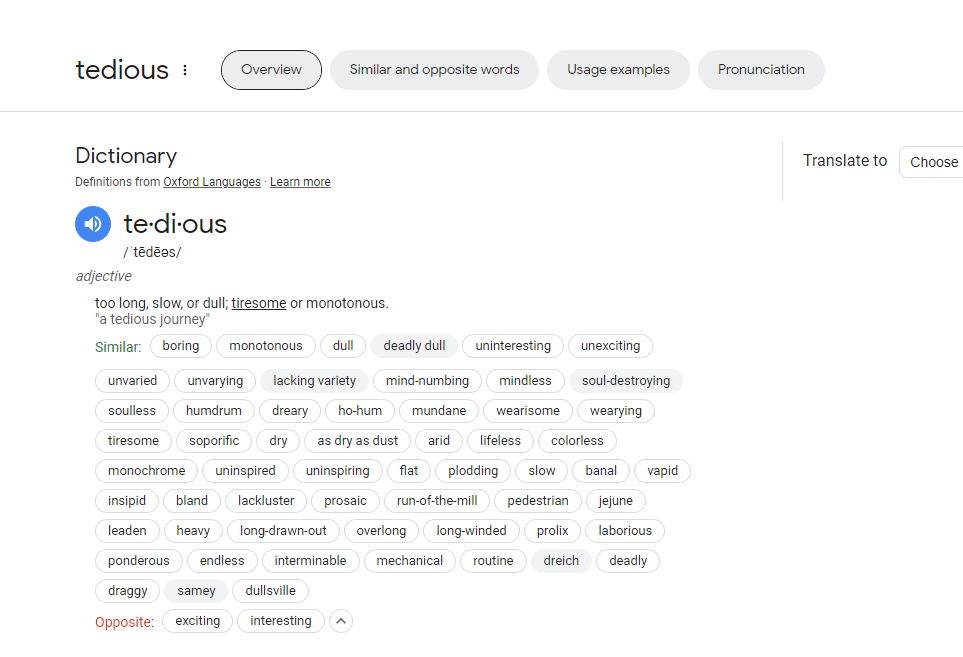 tedious Overview Similar and opposite words Usage examples Pronunciation
Dictionary
Translate to Choose
Definitions from Oxford Languages · Learn more
te·di·ous
/ˈtēdēəs/
adjective
too long, slow, or dull; tiresome or monotonous.
"a tedious journey"
Similar: boring monotonous dull deadly dull uninteresting unexciting
unvaried unvarying lacking variety mind-numbing mindless soul-destroying
soulless humdrum dreary ho-hum mundane wearisome wearying
tiresome soporific dry as dry as dust arid lifeless colorless
monochrome uninspired uninspiring flat plodding slow banal vapid
insipid bland lackluster prosaic run-of-the-mill pedestrian jejune
leaden heavy long-drawn-out overlong long-winded prolix laborious
ponderous endless interminable mechanical routine dreich deadly
draggy samey dullsville
Opposite: exciting interesting